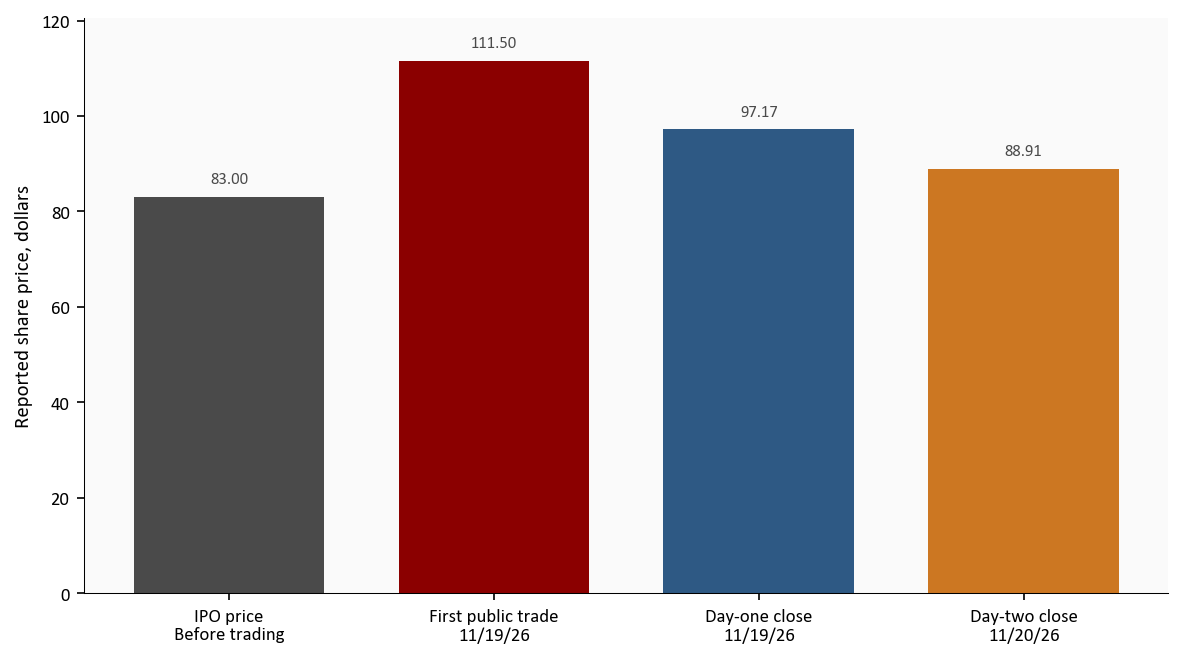 Reported share price, dollars
120
100
80
60
40
20
0
83.00
111.50
97.17
88.91
IPO price
Before trading
First public trade
11/19/26
Day-one close
11/19/26
Day-two close
11/20/26